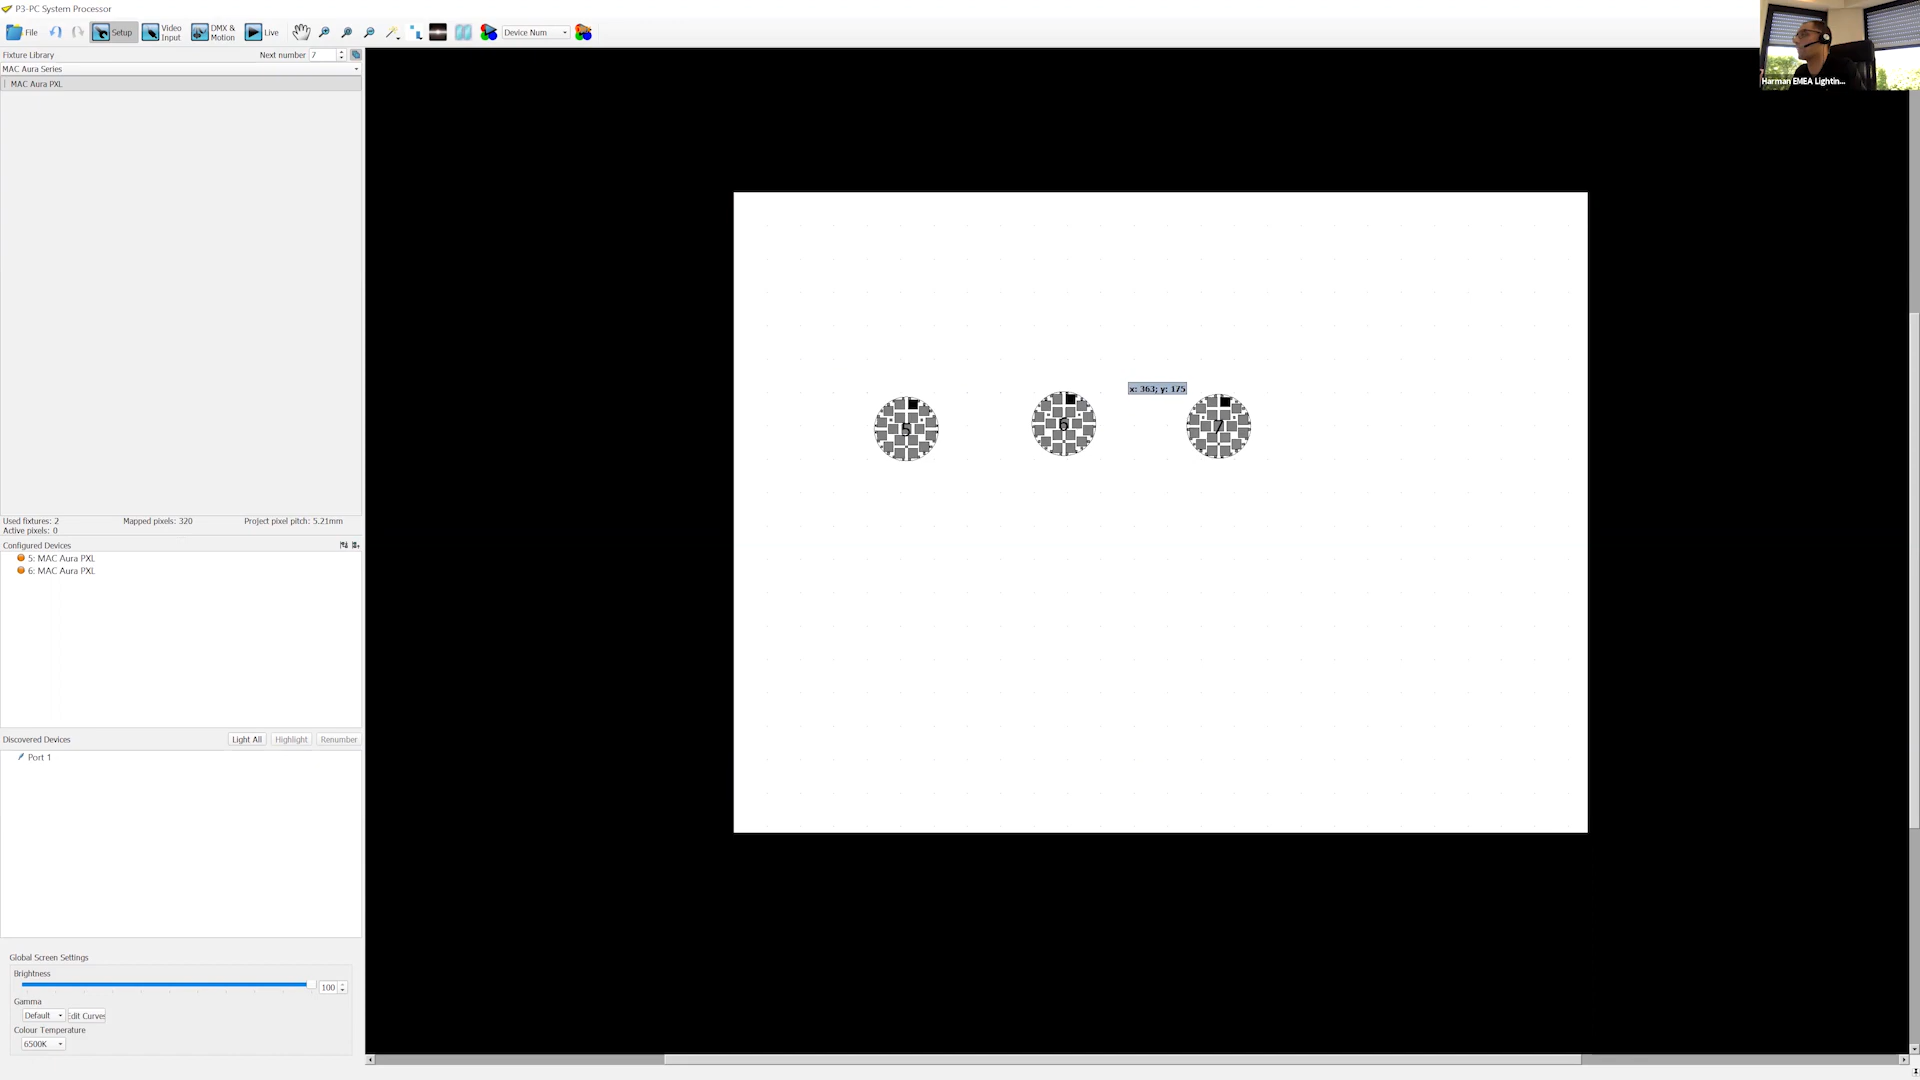 P3-PC System Processor
File
Setup
Video Input
DMX & Motion
Live
Device Num
Harman EMEA Lightin...
Fixture Library
Next number 7
MAC Aura Series
MAC Aura PXL
x: 363; y: 175
5
6
7
Used fixtures: 2
Mapped pixels: 320
Project pixel pitch: 5.21mm
Active pixels: 0
Configured Devices
5: MAC Aura PXL
6: MAC Aura PXL
Discovered Devices
Light All
Highlight
Renumber
Port 1
Global Screen Settings
Brightness
100
Gamma
Default
Edit Curves
Colour Temperature
6500K